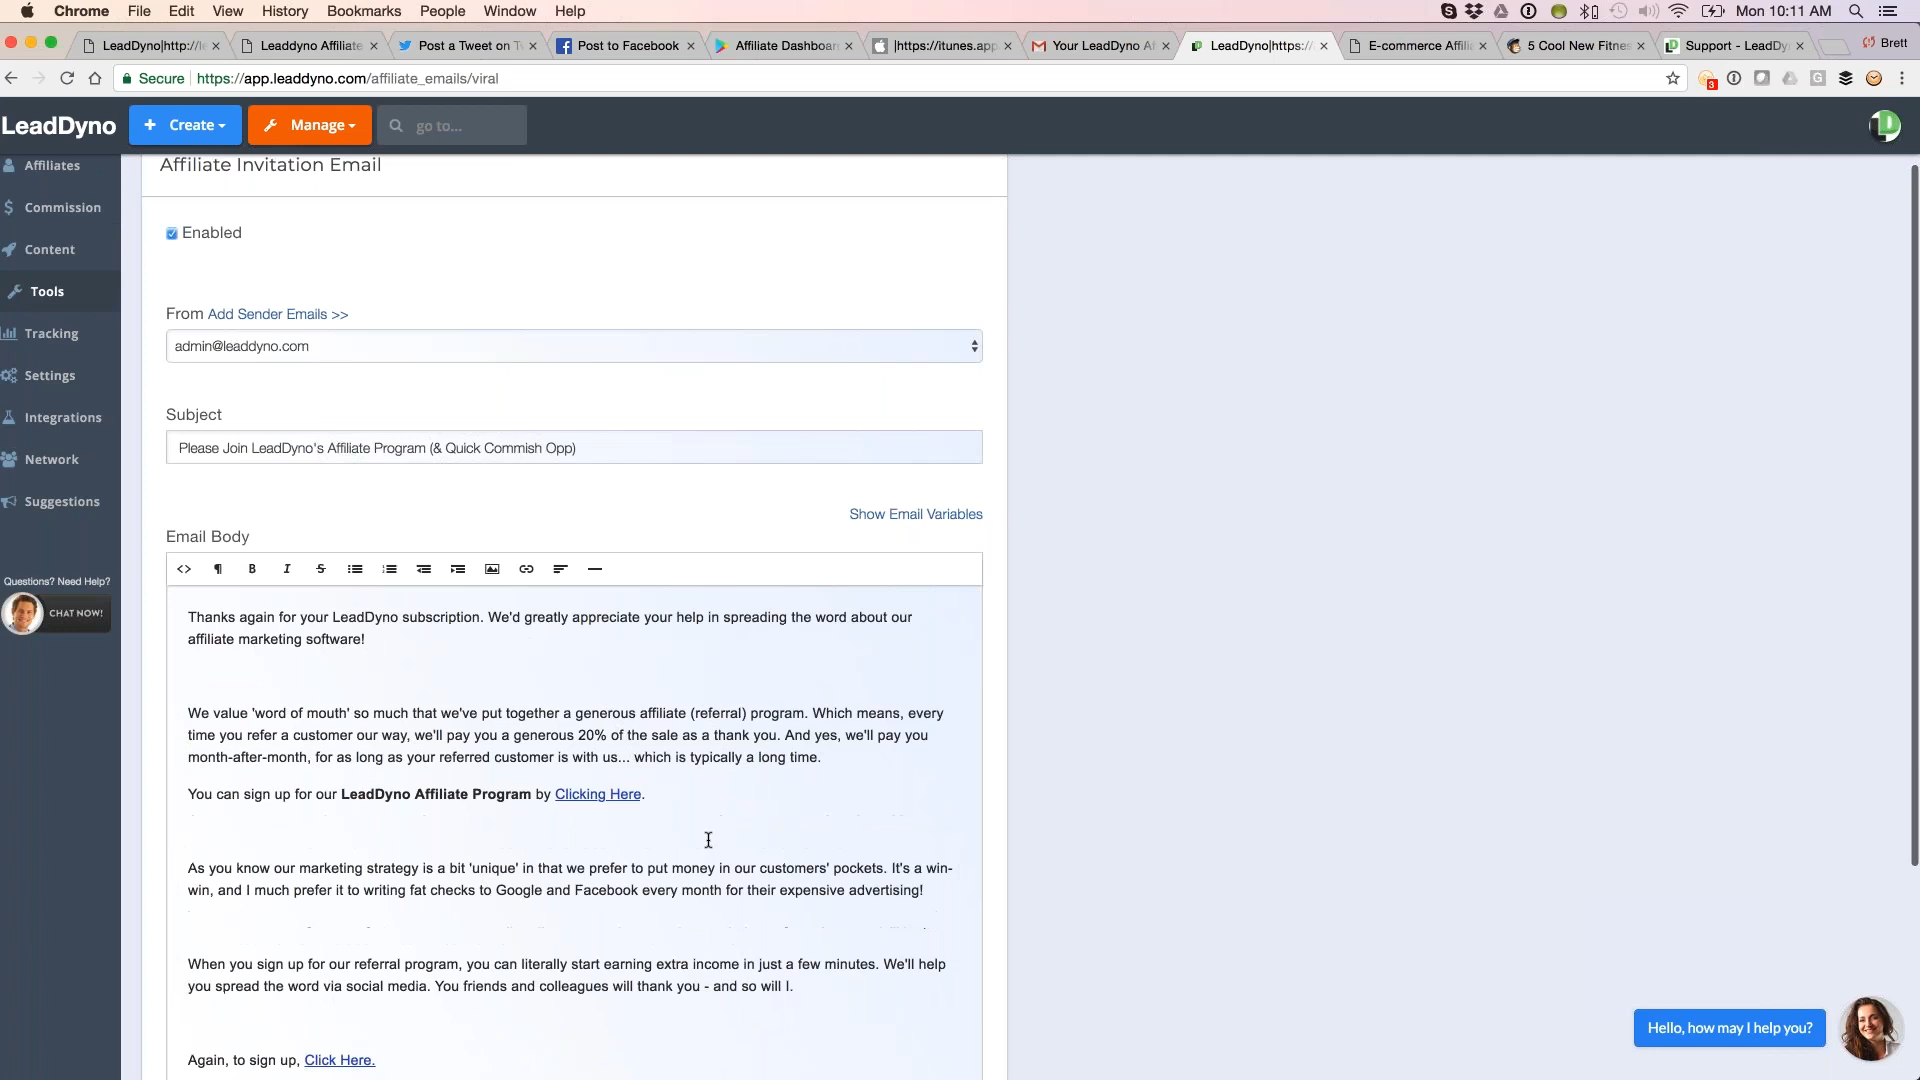 Chrome File Edit View History Bookmarks People Window Help Mon 10:11 AM
LeadDyno|http://l Leaddyno Affiliate Post a Tweet on T Post to Facebook Affiliate Dashboar |https://itunes.app Your LeadDyno Af LeadDyno|https:// E-commerce Affilia 5 Cool New Fitnes Support - LeadDy Brett
Secure https://app.leaddyno.com/affiliate_emails/viral 3
LeadDyno + Create Manage go to...
Affiliates
Commission
Content
Tools
Tracking
Settings
Integrations
Network
Suggestions
Questions? Need Help?
CHAT NOW!
Affiliate Invitation Email
Enabled
From Add Sender Emails >>
admin@leaddyno.com
Subject
Please Join LeadDyno's Affiliate Program (& Quick Commish Opp)
Show Email Variables
Email Body
Thanks again for your LeadDyno subscription. We'd greatly appreciate your help in spreading the word about our
affiliate marketing software!
We value 'word of mouth' so much that we've put together a generous affiliate (referral) program. Which means, every
time you refer a customer our way, we'll pay you a generous 20% of the sale as a thank you. And yes, we'll pay you
month-after-month, for as long as your referred customer is with us... which is typically a long time.
You can sign up for our LeadDyno Affiliate Program by Clicking Here.
As you know our marketing strategy is a bit 'unique' in that we prefer to put money in our customers' pockets. It's a win-
win, and I much prefer it to writing fat checks to Google and Facebook every month for their expensive advertising!
When you sign up for our referral program, you can literally start earning extra income in just a few minutes. We'll help
you spread the word via social media. You friends and colleagues will thank you - and so will I.
Again, to sign up, Click Here.
Hello, how may I help you?